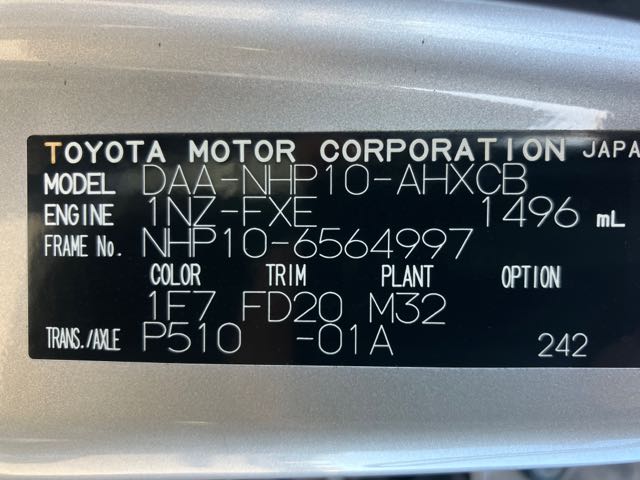 TOYOTA MOTOR CORPORATION JAPA
MODEL DAA-NHP10-AHXCB
ENGINE 1NZ-FXE 1496 mL
FRAME No. NHP10-6564997
COLOR TRIM PLANT OPTION
1F7 FD20 M32
TRANS./AXLE P510 -01A 242